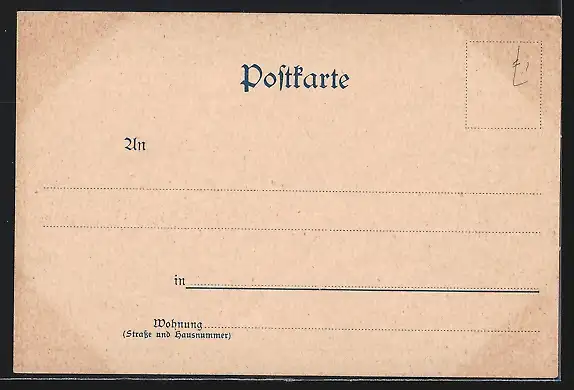 Postkarte
An
in
Wohnung
(Straße und Hausnummer)